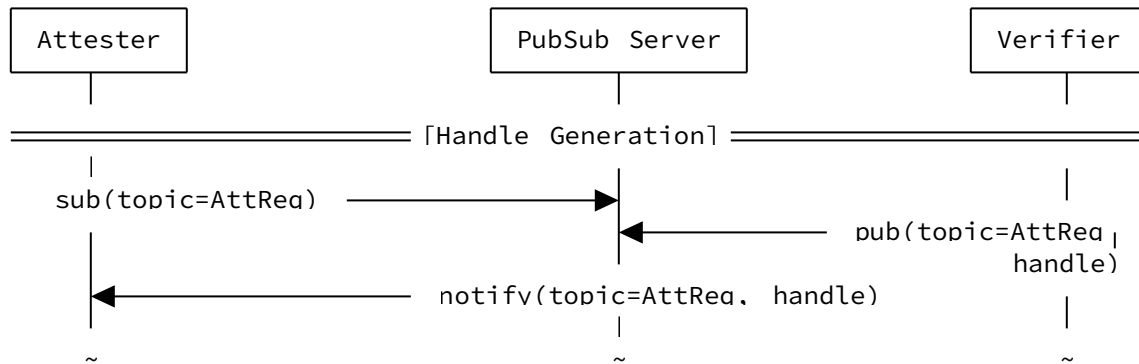 Attester
PubSub Server
Verifier
[Handle Generation]
sub(topic=AttReq)
pub(topic=AttReq,
handle)
notify(topic=AttReq, handle)
~ ~ ~